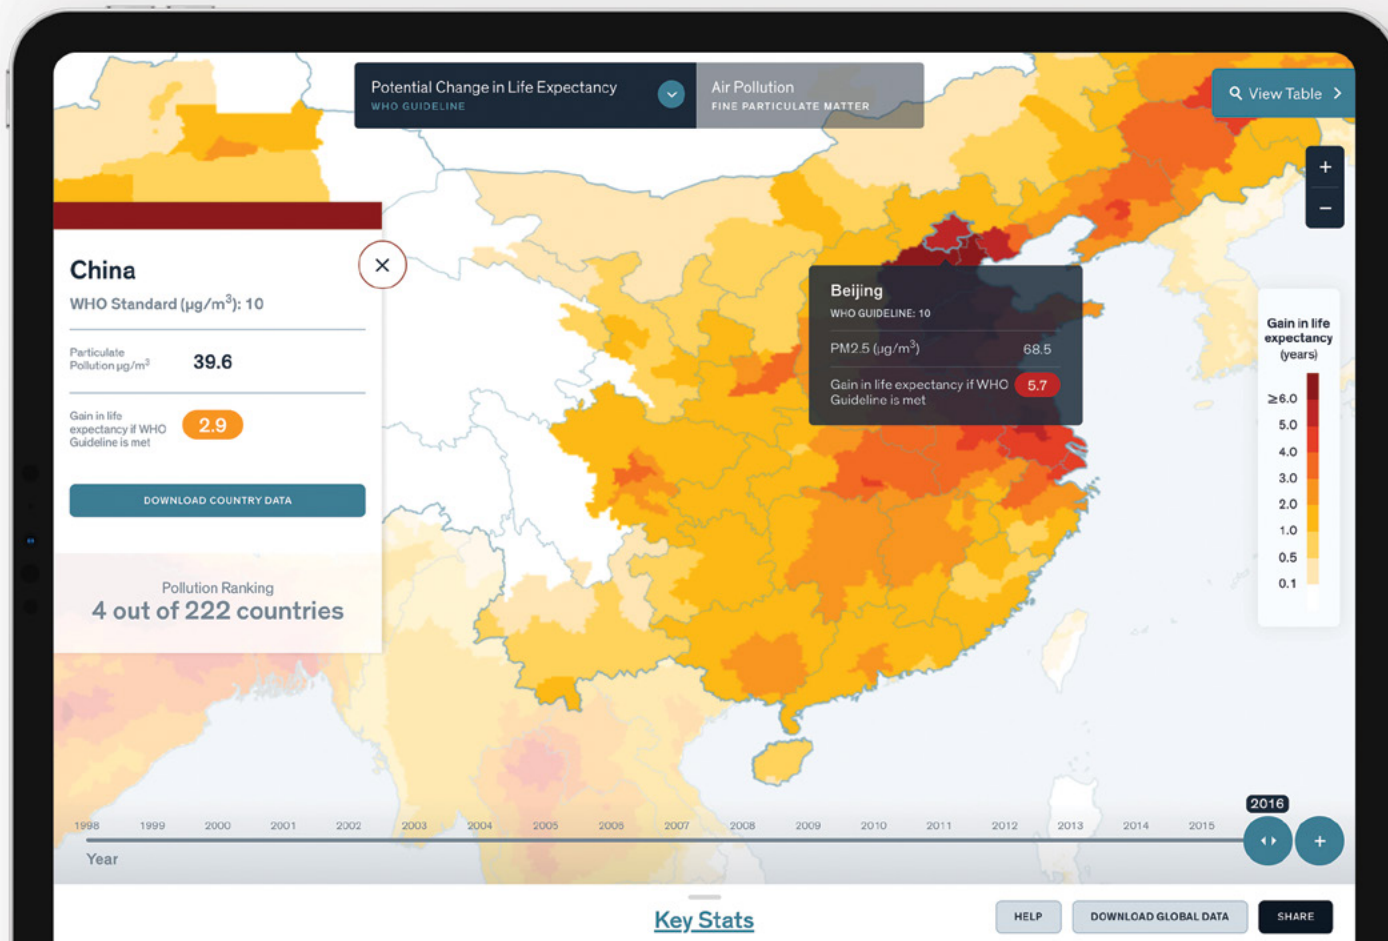 Potential Change in Life Expectancy
WHO GUIDELINE
Air Pollution
FINE PARTICULATE MATTER
View Table
+
−
China
WHO Standard (µg/m³): 10
Particulate
Pollution µg/m³
39.6
Gain in life
expectancy if WHO
Guideline is met
2.9
DOWNLOAD COUNTRY DATA
Pollution Ranking
4 out of 222 countries
Beijing
WHO GUIDELINE: 10
PM2.5 (µg/m³)
68.5
Gain in life expectancy if WHO
Guideline is met
5.7
Gain in life
expectancy
(years)
≥6.0
5.0
4.0
3.0
2.0
1.0
0.5
0.1
2016
1998 1999 2000 2001 2002 2003 2004 2005 2006 2007 2008 2009 2010 2011 2012 2013 2014 2015
+
Year
Key Stats
HELP
DOWNLOAD GLOBAL DATA
SHARE